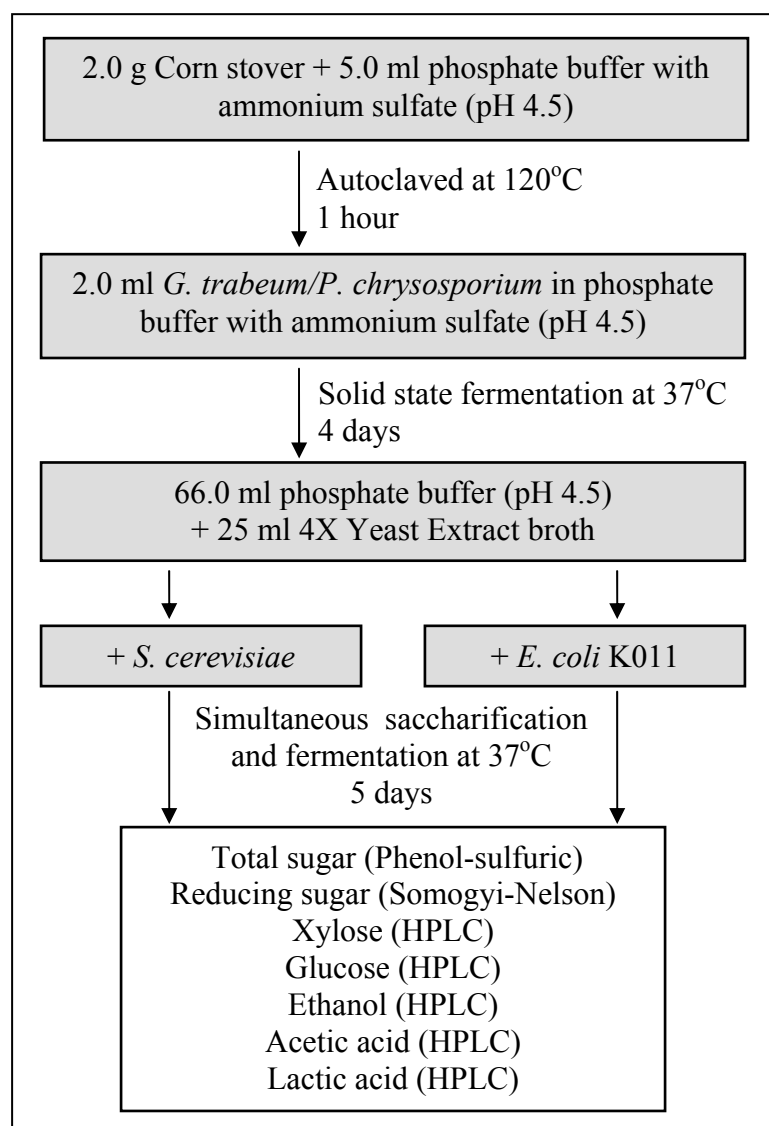 2.0 g Corn stover + 5.0 ml phosphate buffer with
ammonium sulfate (pH 4.5)
Autoclaved at 120°C
1 hour
2.0 ml G. trabeum/P. chrysosporium in phosphate
buffer with ammonium sulfate (pH 4.5)
Solid state fermentation at 37°C
4 days
66.0 ml phosphate buffer (pH 4.5)
+ 25 ml 4X Yeast Extract broth
+ S. cerevisiae
+ E. coli K011
Simultaneous saccharification
and fermentation at 37°C
5 days
Total sugar (Phenol-sulfuric)
Reducing sugar (Somogyi-Nelson)
Xylose (HPLC)
Glucose (HPLC)
Ethanol (HPLC)
Acetic acid (HPLC)
Lactic acid (HPLC)